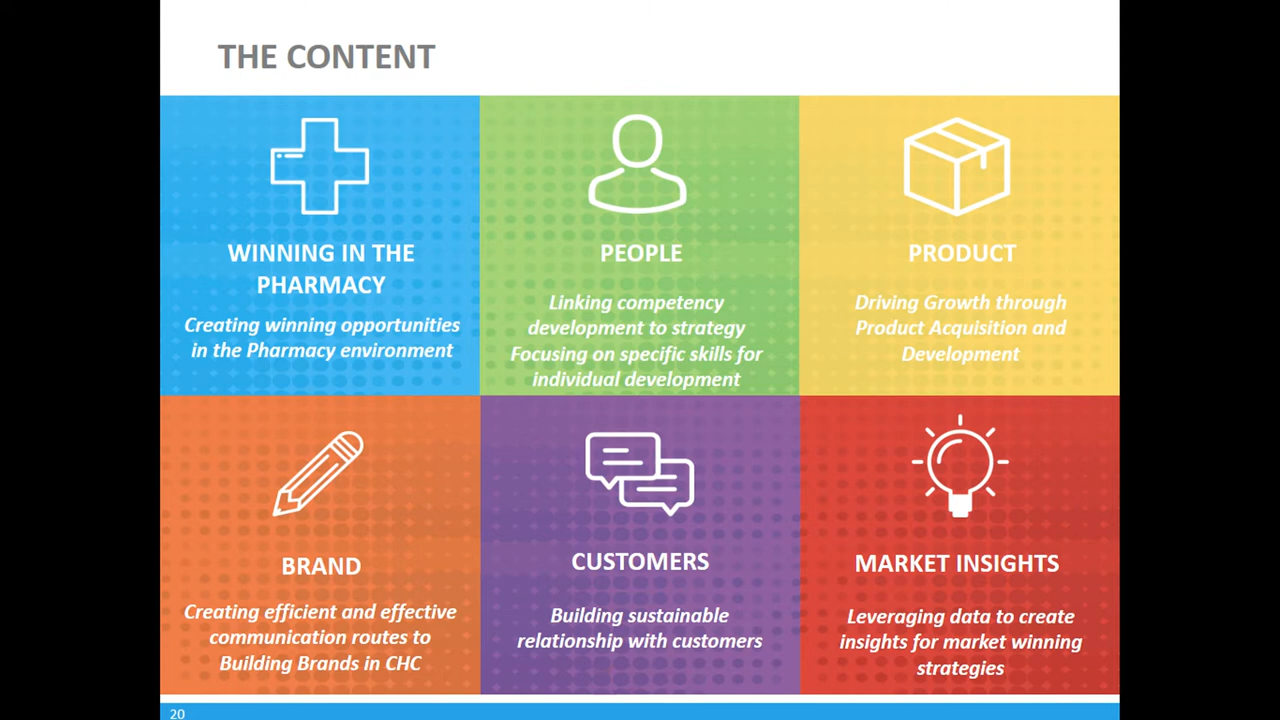 THE CONTENT
WINNING IN THE
PHARMACY
Creating winning opportunities
in the Pharmacy environment
PEOPLE
Linking competency
development to strategy
Focusing on specific skills for
individual development
PRODUCT
Driving Growth through
Product Acquisition and
Development
BRAND
Creating efficient and effective
communication routes to
Building Brands in CHC
CUSTOMERS
Building sustainable
relationship with customers
MARKET INSIGHTS
Leveraging data to create
insights for market winning
strategies
20